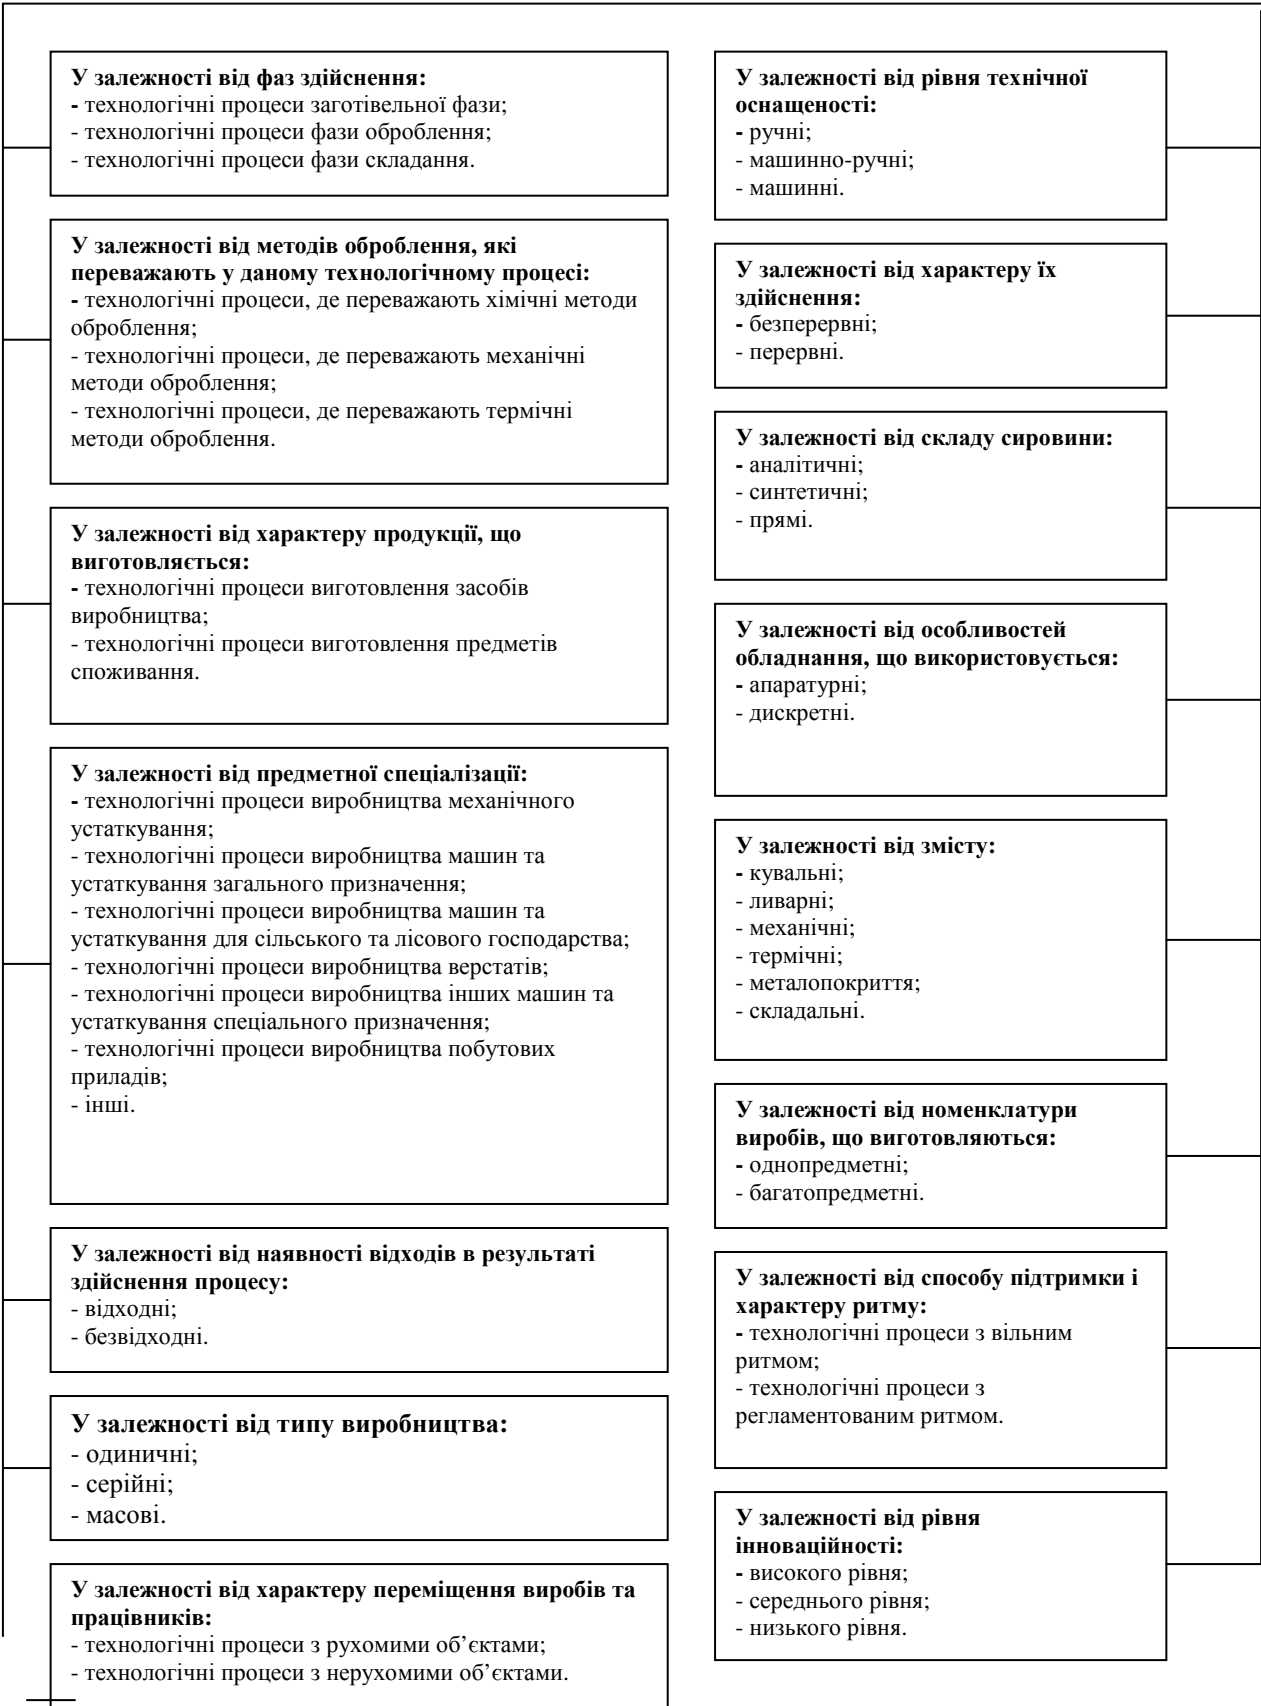 У залежності від фаз здійснення:
- технологічні процеси заготівельної фази;
- технологічні процеси фази оброблення;
- технологічні процеси фази складання.
У залежності від методів оброблення, які
переважають у даному технологічному процесі:
- технологічні процеси, де переважають хімічні методи
оброблення;
- технологічні процеси, де переважають механічні
методи оброблення;
- технологічні процеси, де переважають термічні
методи оброблення.
У залежності від характеру продукції, що
виготовляється:
- технологічні процеси виготовлення засобів
виробництва;
- технологічні процеси виготовлення предметів
споживання.
У залежності від предметної спеціалізації:
- технологічні процеси виробництва механічного
устаткування;
- технологічні процеси виробництва машин та
устаткування загального призначення;
- технологічні процеси виробництва машин та
устаткування для сільського та лісового господарства;
- технологічні процеси виробництва верстатів;
- технологічні процеси виробництва інших машин та
устаткування спеціального призначення;
- технологічні процеси виробництва побутових
приладів;
- інші.
У залежності від наявності відходів в результаті
здійснення процесу:
- відходні;
- безвідходні.
У залежності від типу виробництва:
- одиничні;
- серійні;
- масові.
У залежності від характеру переміщення виробів та
працівників:
- технологічні процеси з рухомими об’єктами;
- технологічні процеси з нерухомими об’єктами.
У залежності від рівня технічної
оснащеності:
- ручні;
- машинно-ручні;
- машинні.
У залежності від характеру їх
здійснення:
- безперервні;
- перервні.
У залежності від складу сировини:
- аналітичні;
- синтетичні;
- прямі.
У залежності від особливостей
обладнання, що використовується:
- апаратурні;
- дискретні.
У залежності від змісту:
- кувальні;
- ливарні;
- механічні;
- термічні;
- металопокриття;
- складальні.
У залежності від номенклатури
виробів, що виготовляються:
- однопредметні;
- багатопредметні.
У залежності від способу підтримки і
характеру ритму:
- технологічні процеси з вільним
ритмом;
- технологічні процеси з
регламентованим ритмом.
У залежності від рівня
інноваційності:
- високого рівня;
- середнього рівня;
- низького рівня.